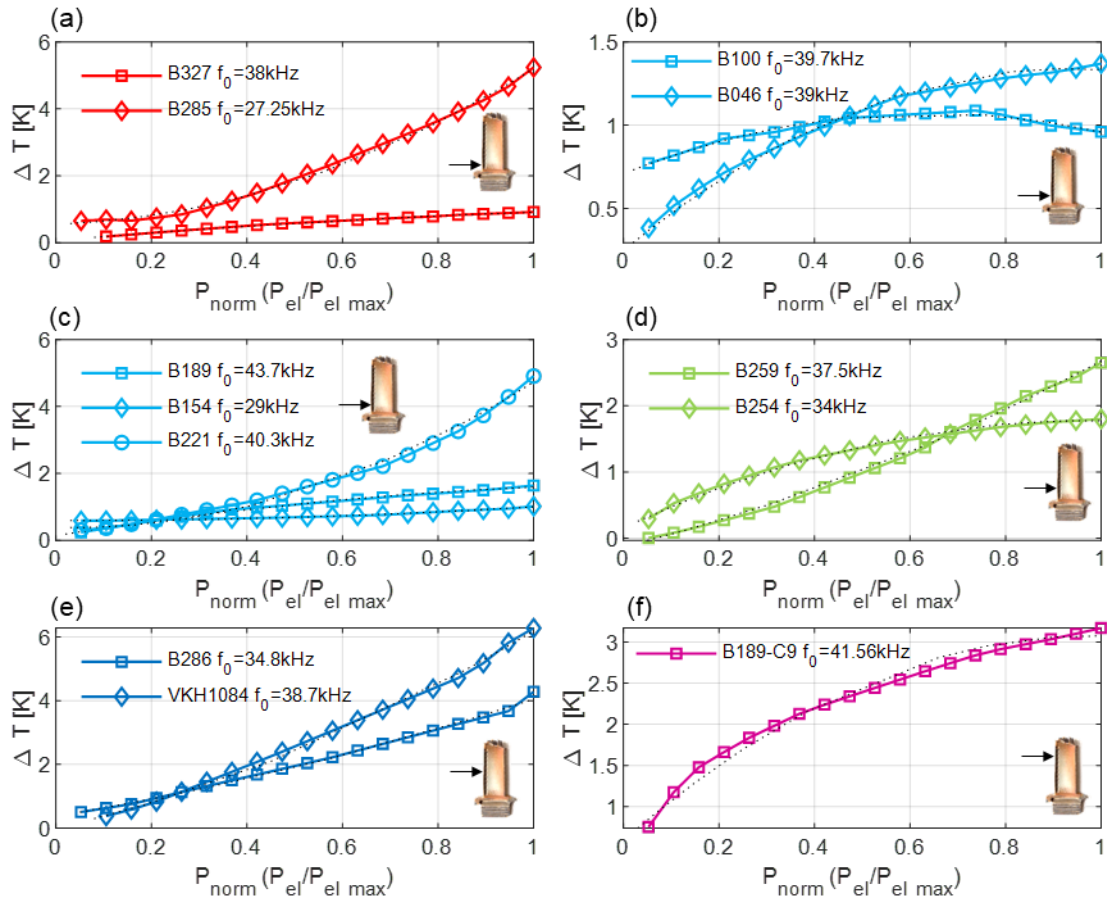 (a)
6
4
2
0
Δ T [K]
B327 f0=38kHz
B285 f0=27.25kHz
0 0.2 0.4 0.6 0.8 1
Pnorm (Pel/Pel max)
(b)
1.5
1
0.5
Δ T [K]
B100 f0=39.7kHz
B046 f0=39kHz
0 0.2 0.4 0.6 0.8 1
Pnorm (Pel/Pel max)
(c)
6
4
2
0
Δ T [K]
B189 f0=43.7kHz
B154 f0=29kHz
B221 f0=40.3kHz
0 0.2 0.4 0.6 0.8 1
Pnorm (Pel/Pel max)
(d)
3
2
1
0
Δ T [K]
B259 f0=37.5kHz
B254 f0=34kHz
0 0.2 0.4 0.6 0.8 1
Pnorm (Pel/Pel max)
(e)
6
4
2
0
Δ T [K]
B286 f0=34.8kHz
VKH1084 f0=38.7kHz
0 0.2 0.4 0.6 0.8 1
Pnorm (Pel/Pel max)
(f)
3
2.5
2
1.5
1
Δ T [K]
B189-C9 f0=41.56kHz
0 0.2 0.4 0.6 0.8 1
Pnorm (Pel/Pel max)